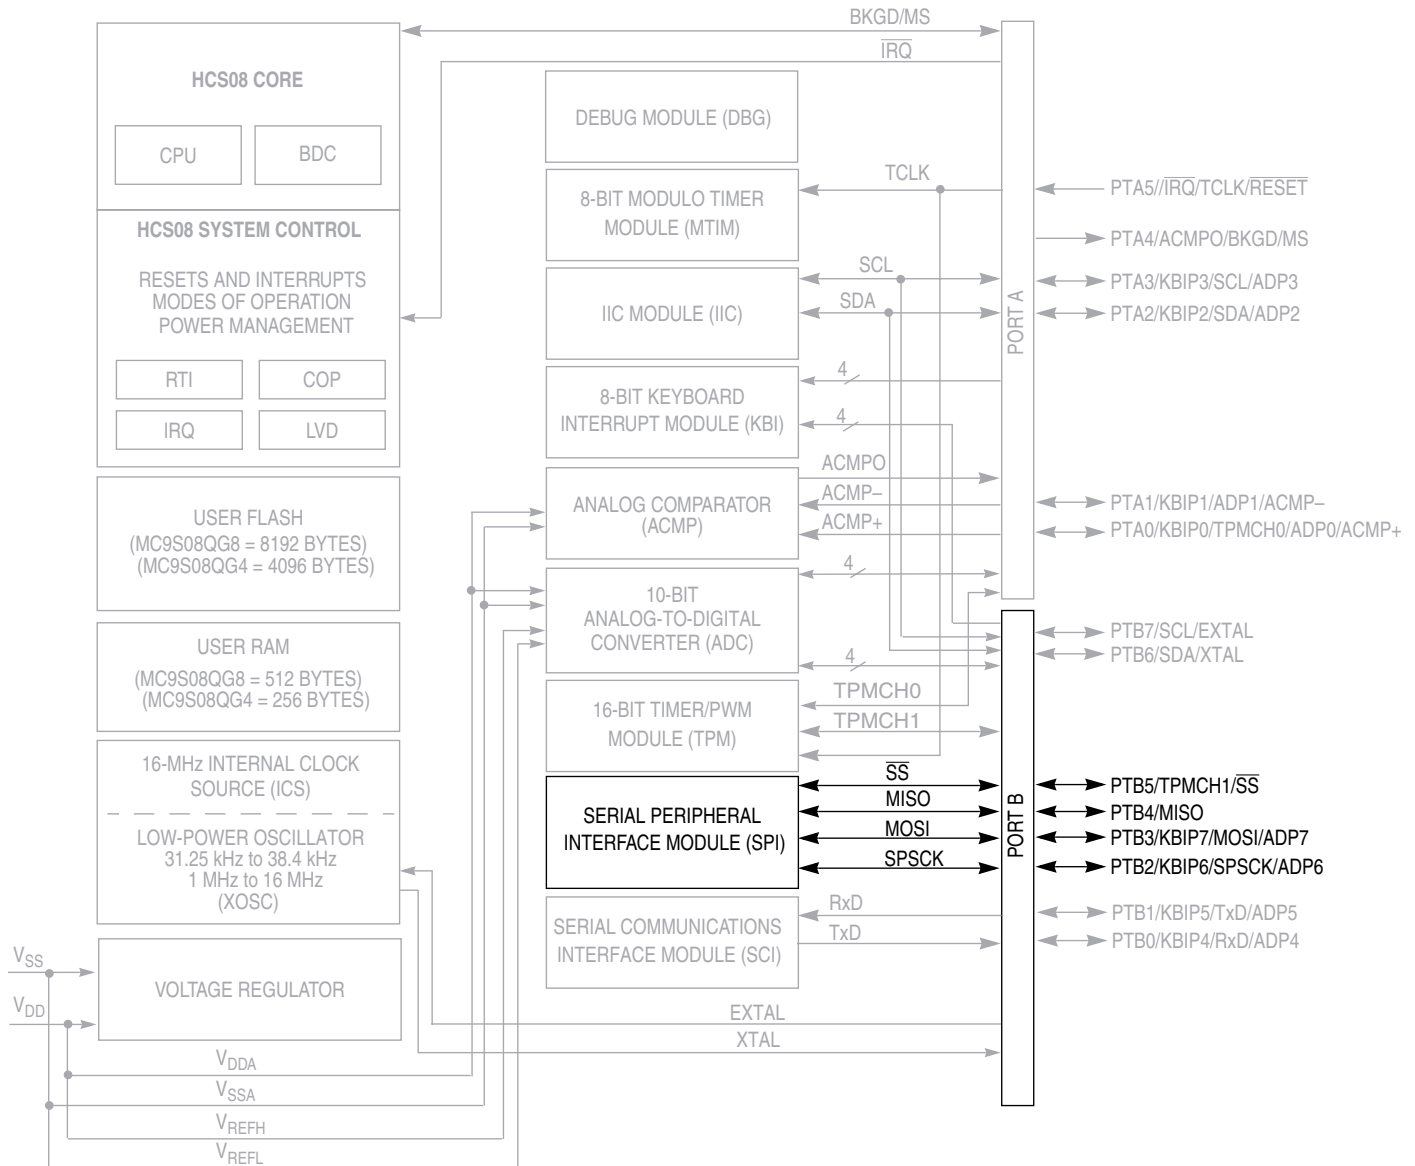 BKGD/MS
IRQ
HCS08 CORE
CPU
BDC
HCS08 SYSTEM CONTROL
RESETS AND INTERRUPTS
MODES OF OPERATION
POWER MANAGEMENT
RTI
COP
IRQ
LVD
USER FLASH
(MC9S08QG8 = 8192 BYTES)
(MC9S08QG4 = 4096 BYTES)
USER RAM
(MC9S08QG8 = 512 BYTES)
(MC9S08QG4 = 256 BYTES)
16-MHz INTERNAL CLOCK
SOURCE (ICS)
LOW-POWER OSCILLATOR
31.25 kHz to 38.4 kHz
1 MHz to 16 MHz
(XOSC)
VSS
VDD
VOLTAGE REGULATOR
VDDA
VSSA
VREFH
VREFL
DEBUG MODULE (DBG)
8-BIT MODULO TIMER
MODULE (MTIM)
TCLK
IIC MODULE (IIC)
SCL
SDA
8-BIT KEYBOARD
INTERRUPT MODULE (KBI)
4
4
ANALOG COMPARATOR
(ACMP)
ACMPO
ACMP–
ACMP+
10-BIT
ANALOG-TO-DIGITAL
CONVERTER (ADC)
4
4
16-BIT TIMER/PWM
MODULE (TPM)
TPMCH0
TPMCH1
SERIAL PERIPHERAL
INTERFACE MODULE (SPI)
SS
MISO
MOSI
SPSCK
SERIAL COMMUNICATIONS
INTERFACE MODULE (SCI)
RxD
TxD
EXTAL
XTAL
PORT A
PORT B
PTA5//IRQ/TCLK/RESET
PTA4/ACMPO/BKGD/MS
PTA3/KBIP3/SCL/ADP3
PTA2/KBIP2/SDA/ADP2
PTA1/KBIP1/ADP1/ACMP–
PTA0/KBIP0/TPMCH0/ADP0/ACMP+
PTB7/SCL/EXTAL
PTB6/SDA/XTAL
PTB5/TPMCH1/SS
PTB4/MISO
PTB3/KBIP7/MOSI/ADP7
PTB2/KBIP6/SPSCK/ADP6
PTB1/KBIP5/TxD/ADP5
PTB0/KBIP4/RxD/ADP4